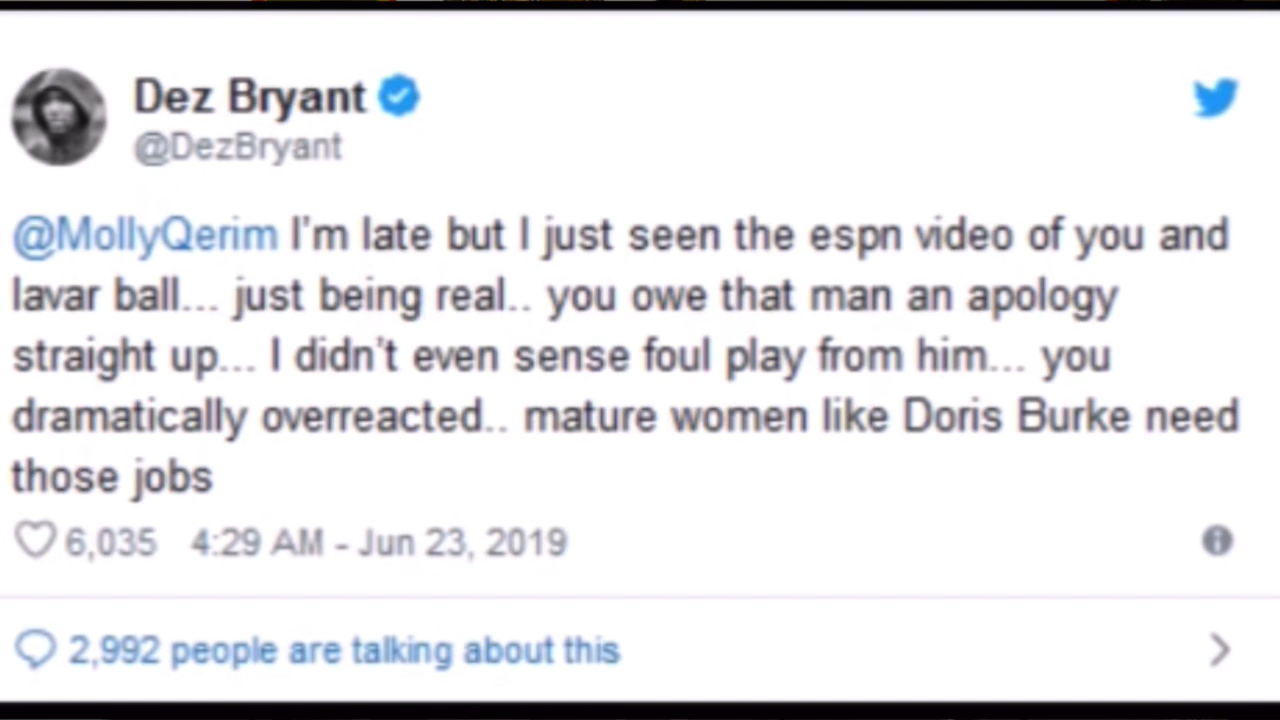 Dez Bryant
@DezBryant
@MollyQerim I'm late but I just seen the espn video of you and
lavar ball... just being real.. you owe that man an apology
straight up... I didn't even sense foul play from him... you
dramatically overreacted.. mature women like Doris Burke need
those jobs
6,035 4:29 AM - Jun 23, 2019
2,992 people are talking about this